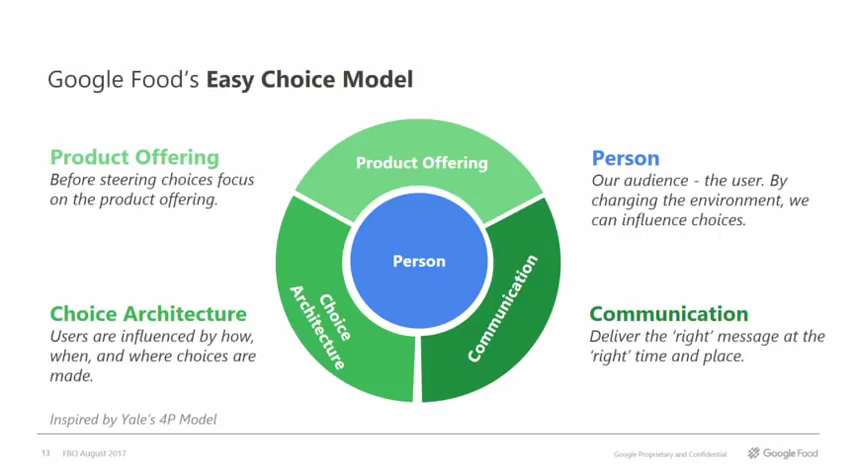 Google Food's Easy Choice Model
Product Offering
Before steering choices focus
on the product offering.
Choice Architecture
Users are influenced by how,
when, and where choices are
made.
Product Offering
Person
Choice
Architecture
Communication
Person
Our audience - the user. By
changing the environment, we
can influence choices.
Communication
Deliver the 'right' message at the
'right' time and place.
Inspired by Yale's 4P Model
13 FBO August 2017
Google Proprietary and Confidential
Google Food